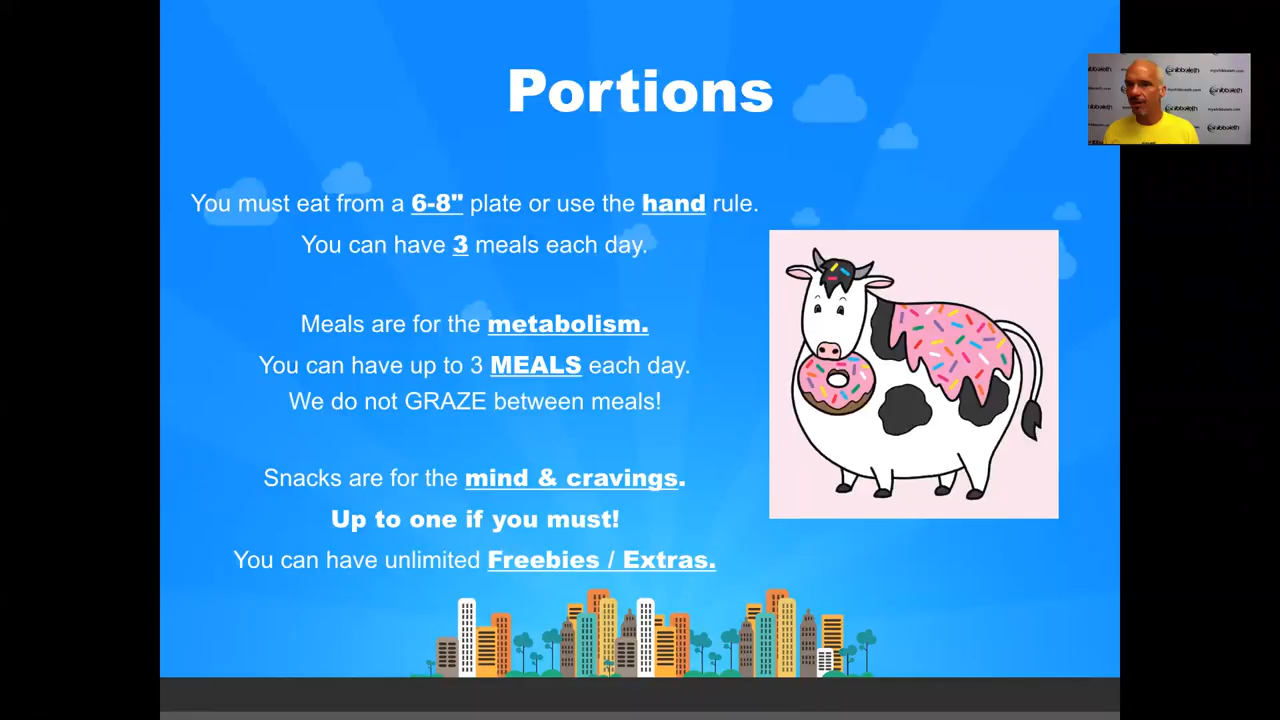 Portions
You must eat from a 6-8" plate or use the hand rule.
You can have 3 meals each day.
Meals are for the metabolism.
You can have up to 3 MEALS each day.
We do not GRAZE between meals!
Snacks are for the mind & cravings.
Up to one if you must!
You can have unlimited Freebies / Extras.